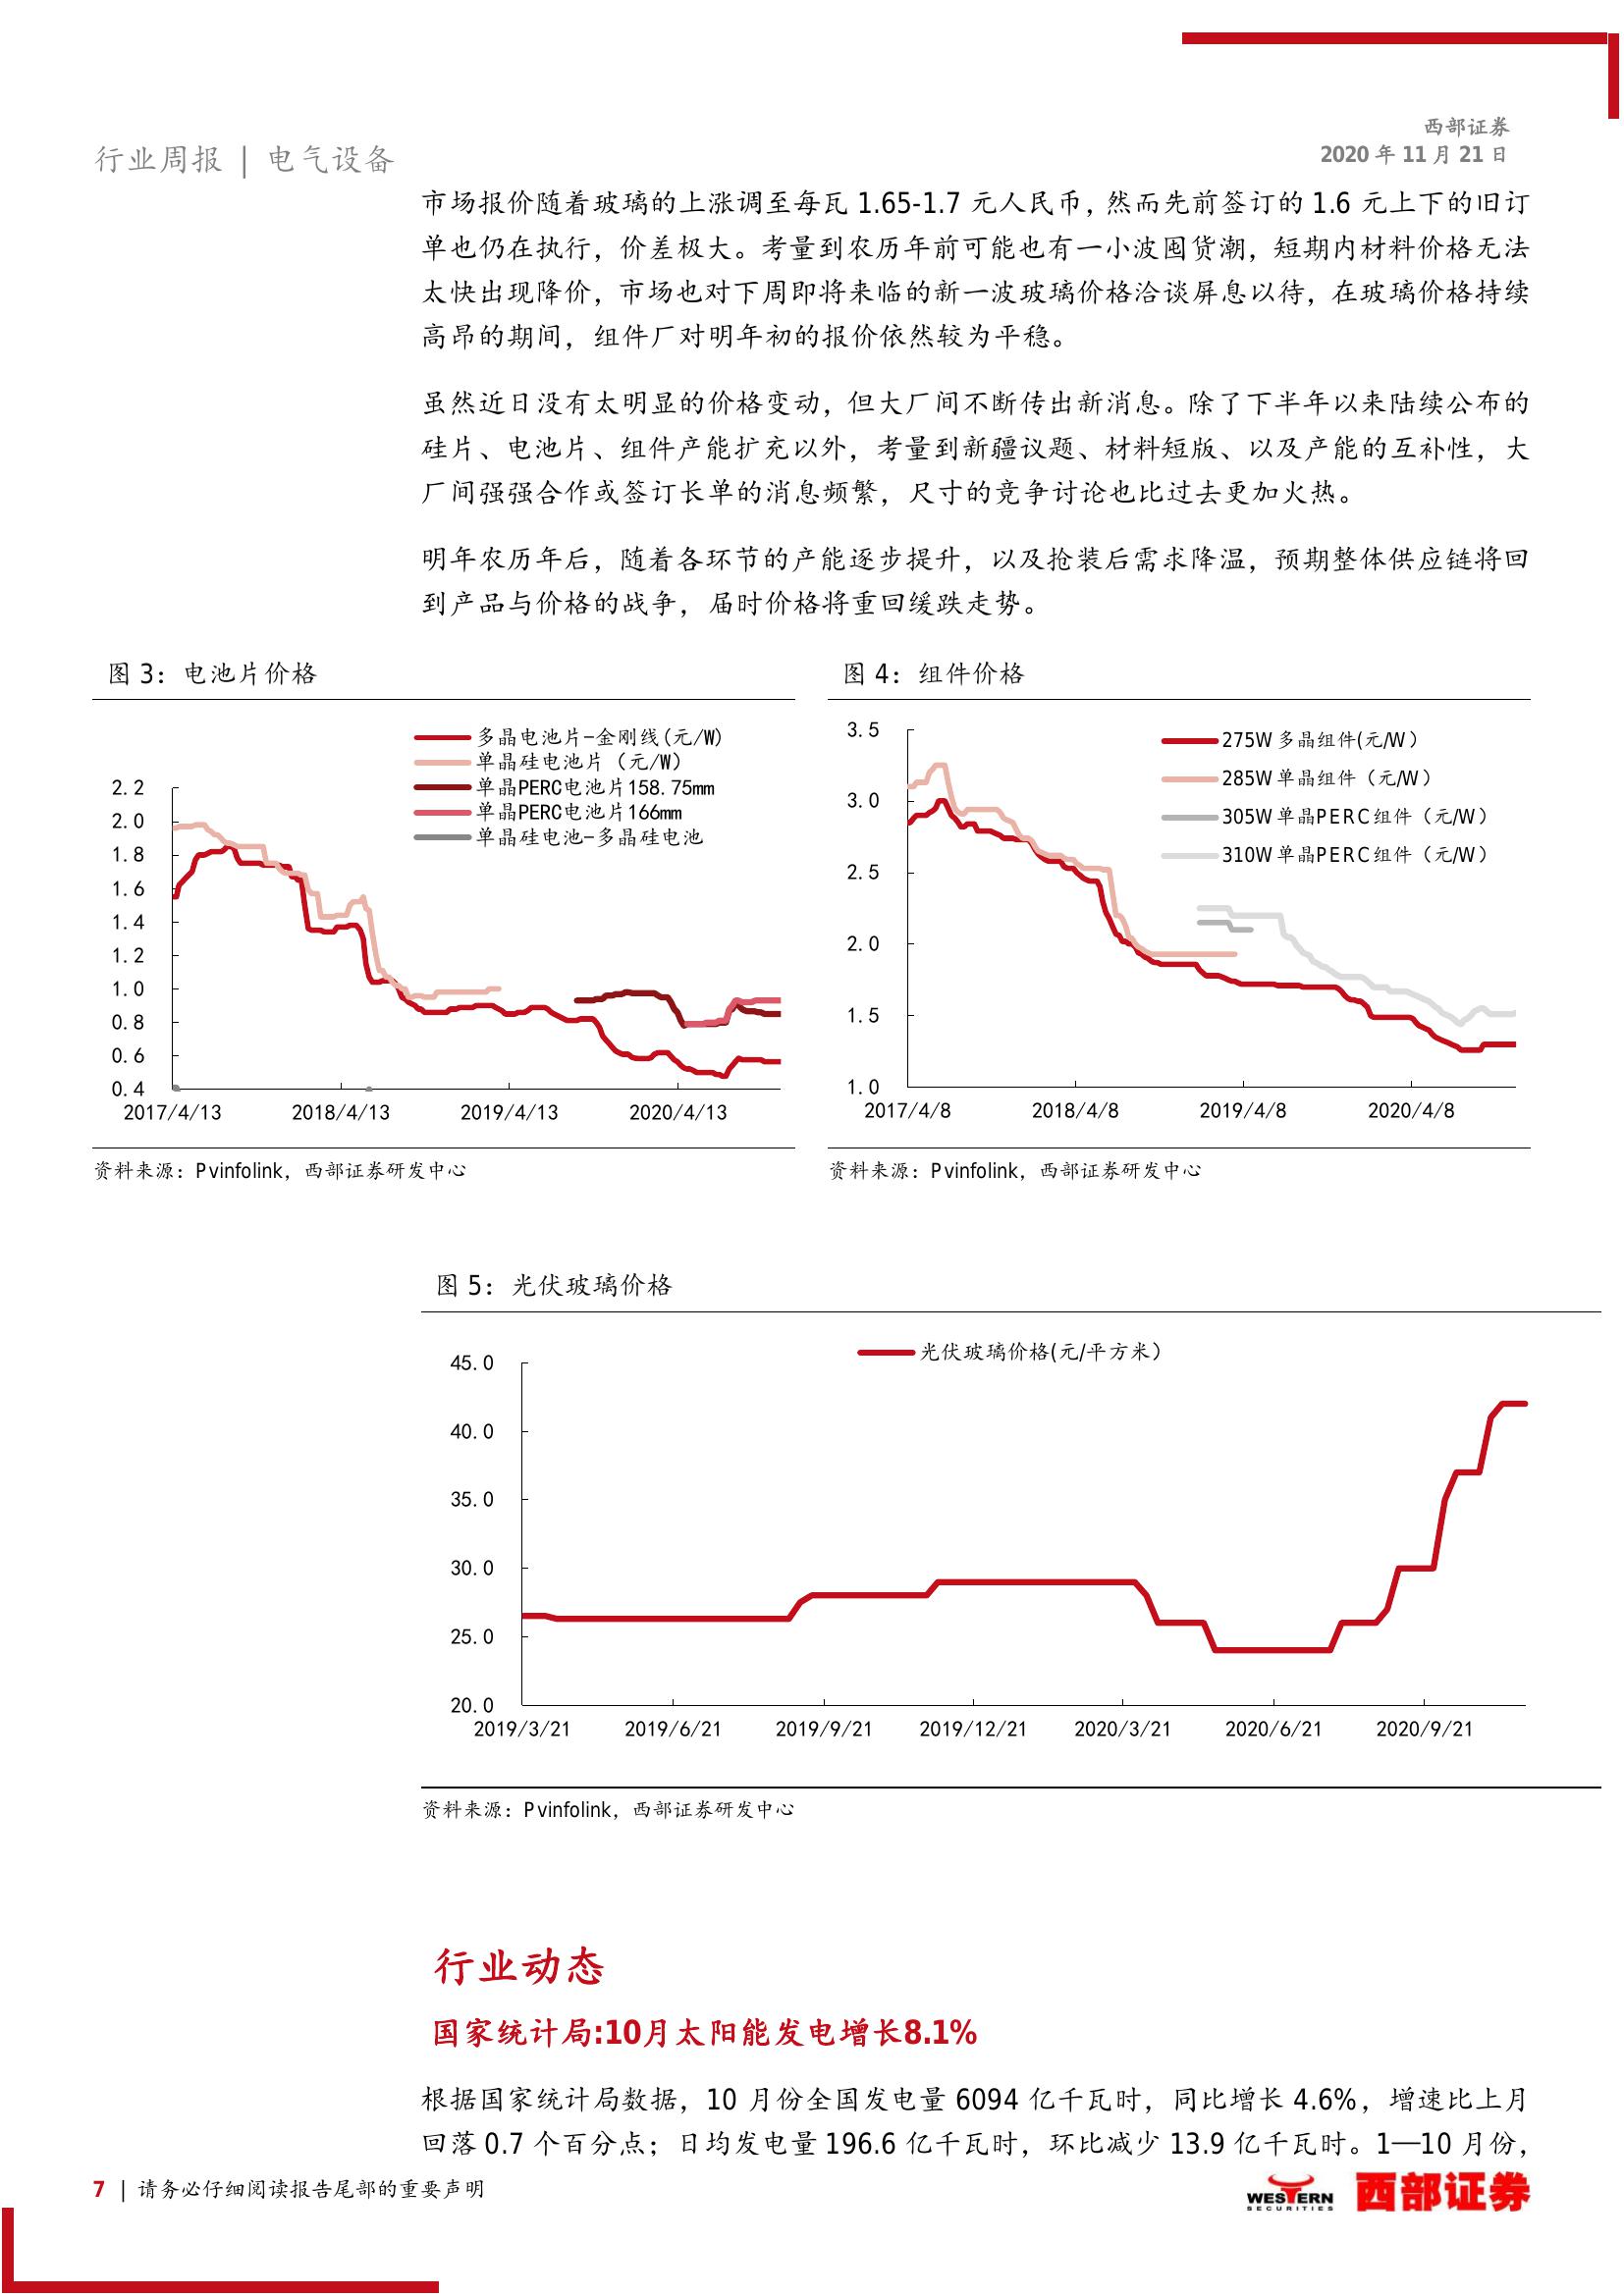 西部证券
2020 年 11 月 21 日
行业周报 | 电气设备
市场报价随着玻璃的上涨调至每瓦 1.65-1.7 元人民币，然而先前签订的 1.6 元上下的旧订
单也仍在执行，价差极大。考量到农历年前可能也有一小波囤货潮，短期内材料价格无法
太快出现降价，市场也对下周即将来临的新一波玻璃价格洽谈屏息以待，在玻璃价格持续
高昂的期间，组件厂对明年初的报价依然较为平稳。
虽然近日没有太明显的价格变动，但大厂间不断传出新消息。除了下半年以来陆续公布的
硅片、电池片、组件产能扩充以外，考量到新疆议题、材料短版、以及产能的互补性，大
厂间强强合作或签订长单的消息频繁，尺寸的竞争讨论也比过去更加火热。
明年农历年后，随着各环节的产能逐步提升，以及抢装后需求降温，预期整体供应链将回
到产品与价格的战争，届时价格将重回缓跌走势。
图 3：电池片价格
多晶电池片-金刚线(元/W)
单晶硅电池片（元/W）
单晶PERC电池片158.75mm
单晶PERC电池片166mm
单晶硅电池-多晶硅电池
2.2
2.0
1.8
1.6
1.4
1.2
1.0
0.8
0.6
0.4
2017/4/13 2018/4/13 2019/4/13 2020/4/13
资料来源：Pvinfolink，西部证券研发中心
图 4：组件价格
275W多晶组件(元/W）
285W单晶组件（元/W）
305W单晶PERC组件（元/W）
310W单晶PERC组件（元/W）
3.5
3.0
2.5
2.0
1.5
1.0
2017/4/8 2018/4/8 2019/4/8 2020/4/8
资料来源：Pvinfolink，西部证券研发中心
图 5：光伏玻璃价格
光伏玻璃价格(元/平方米）
45.0
40.0
35.0
30.0
25.0
20.0
2019/3/21 2019/6/21 2019/9/21 2019/12/21 2020/3/21 2020/6/21 2020/9/21
资料来源：Pvinfolink，西部证券研发中心
行业动态
国家统计局:10月太阳能发电增长8.1%
根据国家统计局数据，10 月份全国发电量 6094 亿千瓦时，同比增长 4.6%，增速比上月
回落 0.7 个百分点；日均发电量 196.6 亿千瓦时，环比减少 13.9 亿千瓦时。1—10 月份，
7 | 请务必仔细阅读报告尾部的重要声明
WESTERN
SECURITIES
西部证券